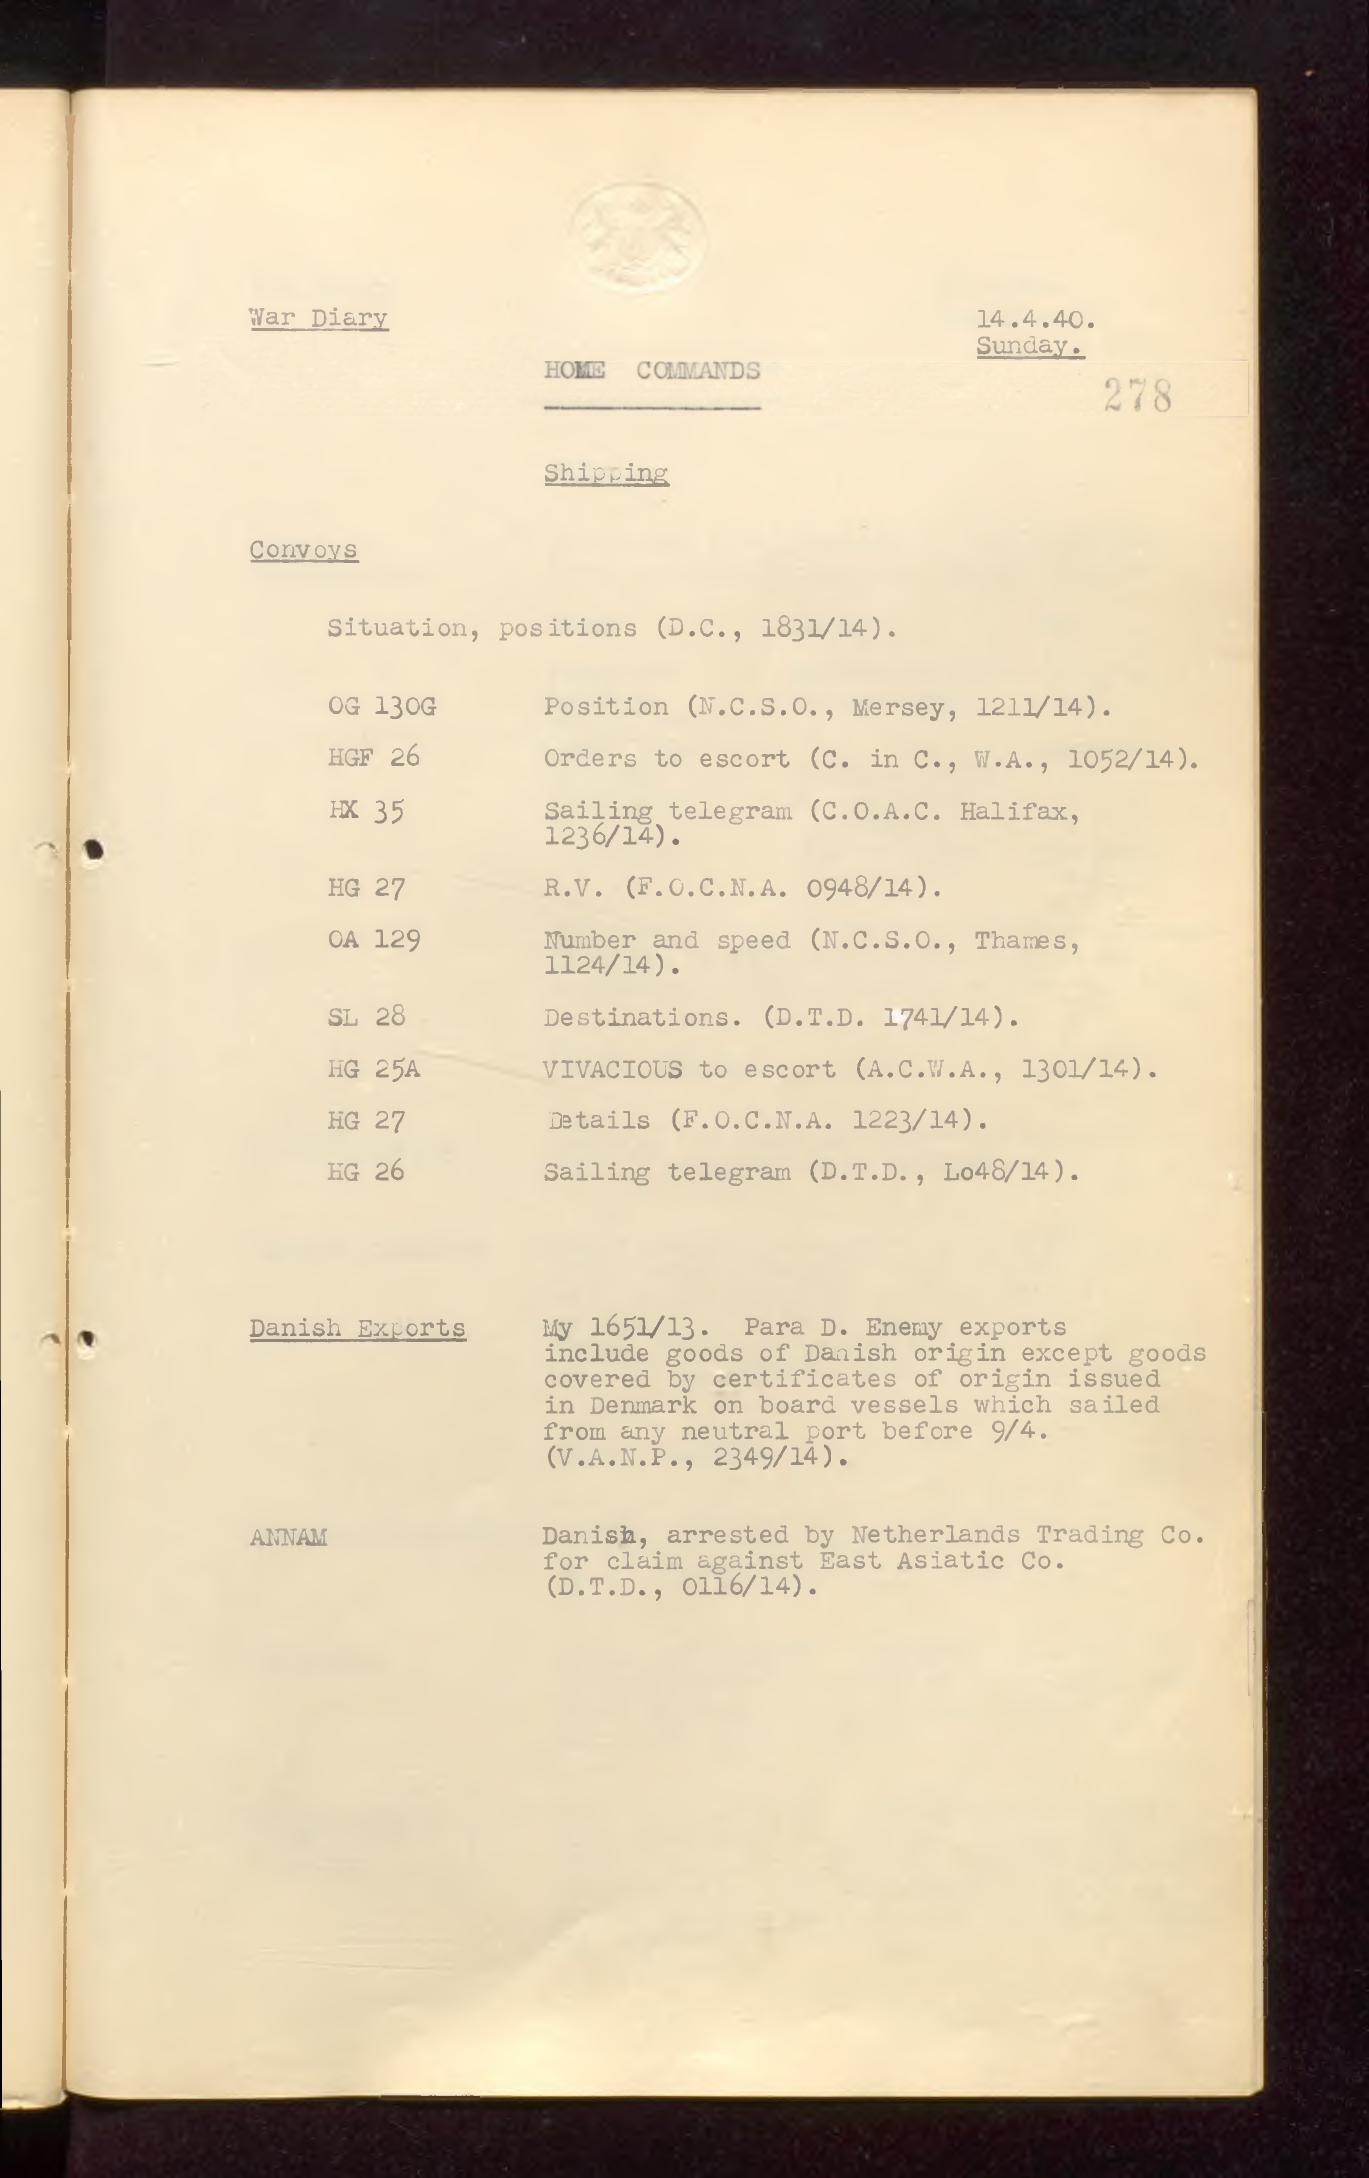 War Diary
14.4.40.
Sunday.
HOME COMMANDS
278
Shipping
Convoys
Situation, positions (D.C., 1831/14).
OG 130G Position (N.C.S.O., Mersey, 1211/14).
HGF 26 Orders to escort (C. in C., W.A., 1052/14).
HX 35 Sailing telegram (C.O.A.C. Halifax,
1236/14).
HG 27 R.V. (F.O.C.N.A. 0948/14).
OA 129 Number and speed (N.C.S.O., Thames,
1124/14).
SL 28 Destinations. (D.T.D. 1741/14).
HG 25A VIVACIOUS to escort (A.C.W.A., 1301/14).
HG 27 Details (F.O.C.N.A. 1223/14).
HG 26 Sailing telegram (D.T.D., Lo48/14).
Danish Exports My 1651/13. Para D. Enemy exports
include goods of Danish origin except goods
covered by certificates of origin issued
in Denmark on board vessels which sailed
from any neutral port before 9/4.
(V.A.N.P., 2349/14).
ANNAM Danish, arrested by Netherlands Trading Co.
for claim against East Asiatic Co.
(D.T.D., 0116/14).